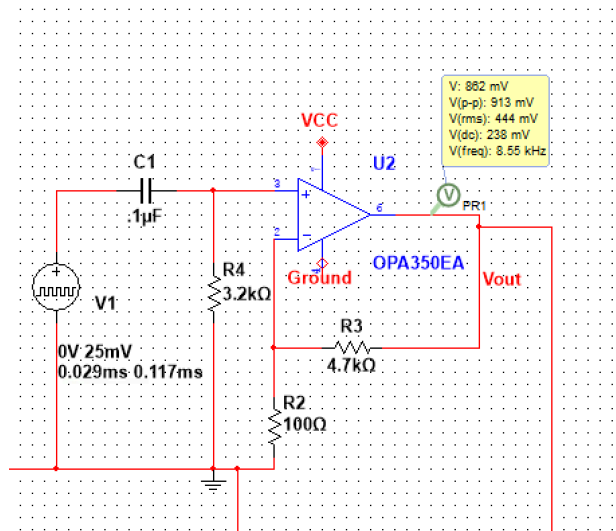 V: 862 mV
V(p-p): 913 mV
V(rms): 444 mV
V(dc): 238 mV
V(freq): 8.55 kHz
VCC
U2
C1
.1µF
V
PR1
3
7
+
6
2
−
4
OPA350EA
Ground
Vout
R4
3.2kΩ
+
V1
R3
4.7kΩ
0V 25mV
0.029ms 0.117ms
R2
100Ω